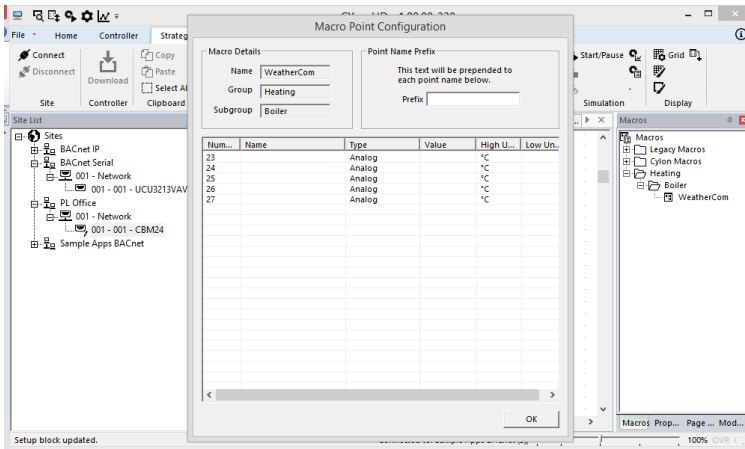 Macro Point Configuration
File Home Controller Strateg
Connect
Disconnect
Download
Copy
Paste
Select Al
Site Controller Clipboard
Start/Pause
Grid
Simulation Display
Macro Details
Name WeatherCom
Group Heating
Subgroup Boiler
Point Name Prefix
This text will be prepended to
each point name below.
Prefix
Num... Name Type Value High U... Low Un..
23 Analog °C
24 Analog °C
25 Analog °C
26 Analog °C
27 Analog °C
OK
Site List
Sites
BACnet IP
BACnet Serial
001 - Network
001 - 001 - UCU3213VAV
PL Office
001 - Network
001 - 001 - CBM24
Sample Apps BACnet
Macros
Macros
Legacy Macros
Cylon Macros
Heating
Boiler
WeatherCom
Macros Prop... Page ... Mod...
Setup block updated.
100% OVR